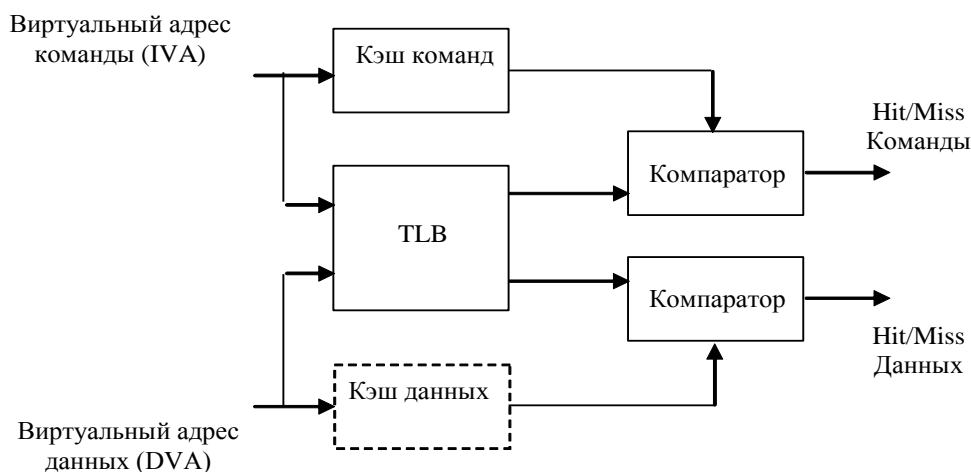 Виртуальный адрес
команды (IVA)
Кэш команд
Hit/Miss
Команды
Компаратор
TLB
Компаратор
Hit/Miss
Данных
Кэш данных
Виртуальный адрес
данных (DVA)